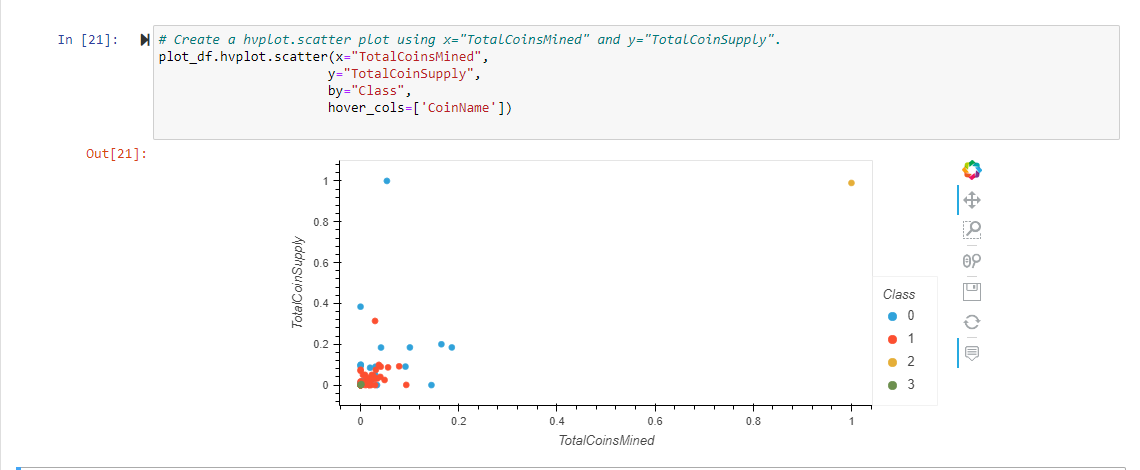 In [21]:
# Create a hvplot.scatter plot using x="TotalCoinsMined" and y="TotalCoinSupply".
plot_df.hvplot.scatter(x="TotalCoinsMined",
y="TotalCoinSupply",
by="Class",
hover_cols=['CoinName'])
Out[21]:
TotalCoinSupply
1
0.8
0.6
0.4
0.2
0
0
0.2
0.4
0.6
0.8
1
TotalCoinsMined
Class
0
1
2
3